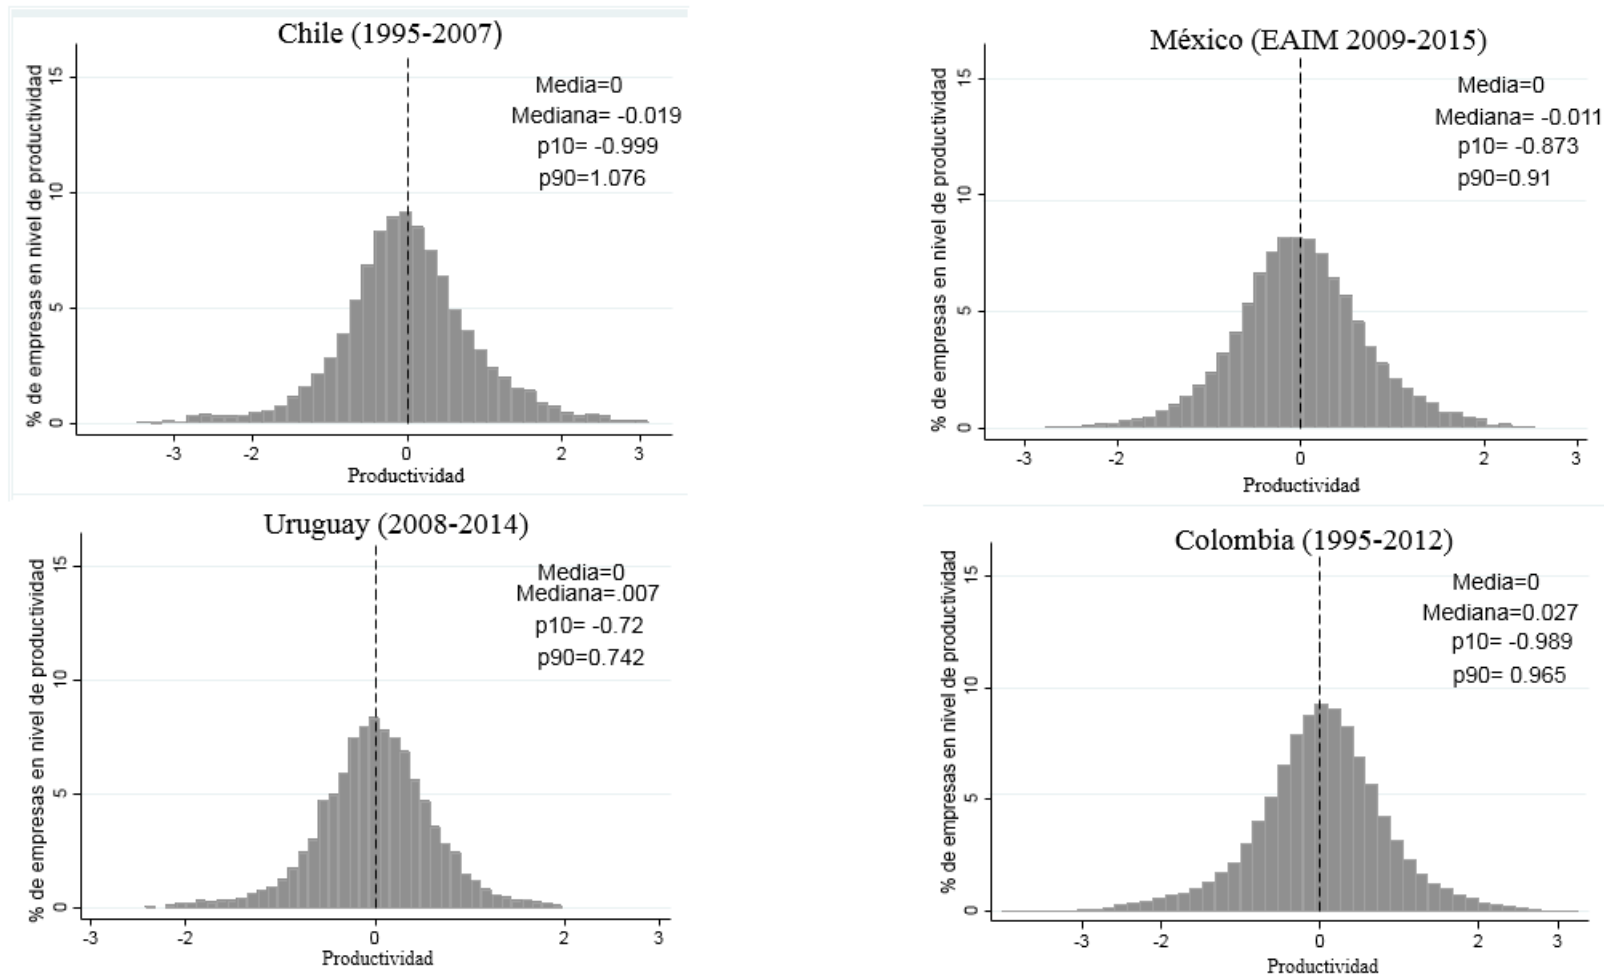 Chile (1995-2007)
% de empresas en nivel de productividad
15
10
5
0
Media=0
Mediana= -0.019
p10= -0.999
p90=1.076
-3 -2 0 2 3
Productividad
México (EAIM 2009-2015)
% de empresas en nivel de productividad
15
10
5
0
Media=0
Mediana= -0.011
p10= -0.873
p90=0.91
-3 -2 0 2 3
Productividad
Uruguay (2008-2014)
% de empresas en nivel de productividad
15
10
5
0
Media=0
Mediana=.007
p10= -0.72
p90=0.742
-3 -2 0 2 3
Productividad
Colombia (1995-2012)
% de empresas en nivel de productividad
15
10
5
0
Media=0
Mediana=0.027
p10= -0.989
p90= 0.965
-3 -2 0 2 3
Productividad